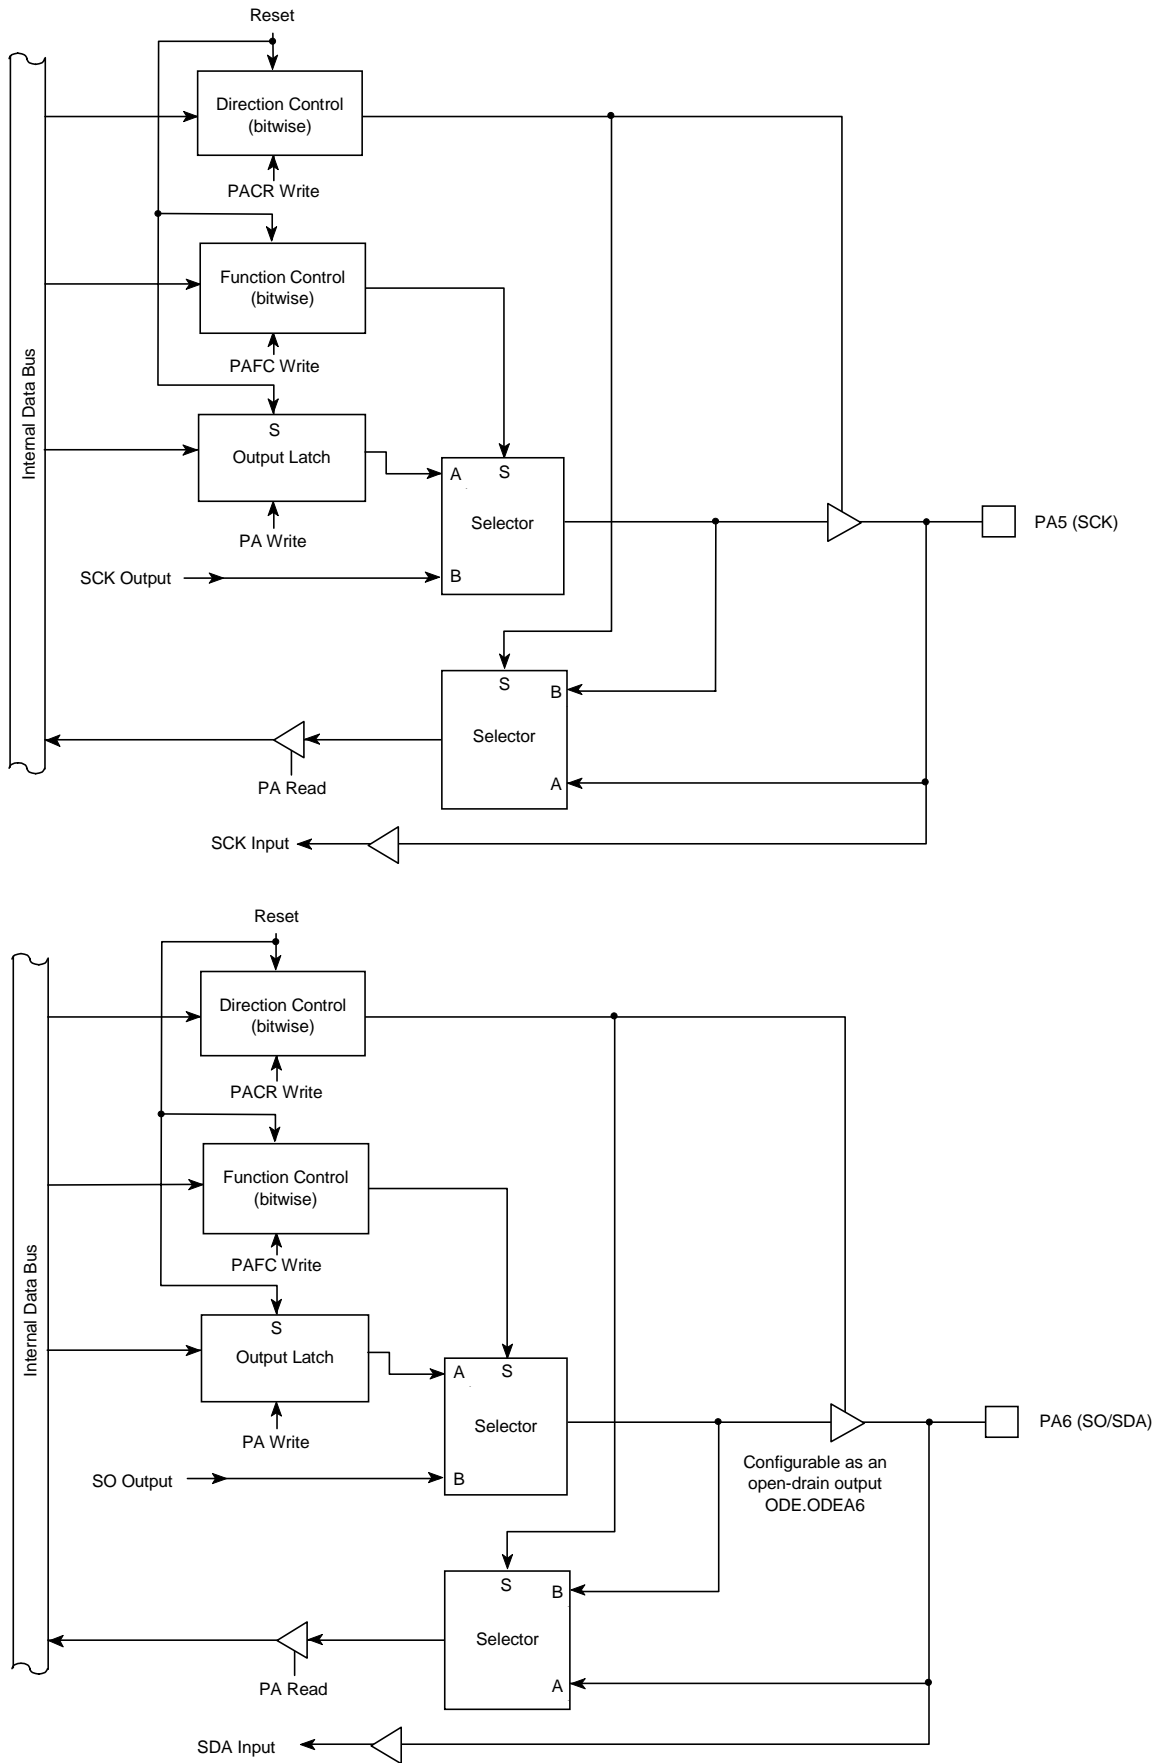 Reset
Direction Control
(bitwise)
PACR Write
Function Control
(bitwise)
PAFC Write
Internal Data Bus
S
Output Latch
A
S
Selector
PA Write
SCK Output
B
PA5 (SCK)
S
B
Selector
A
PA Read
SCK Input
Reset
Direction Control
(bitwise)
PACR Write
Function Control
(bitwise)
PAFC Write
Internal Data Bus
S
Output Latch
A
S
Selector
PA Write
SO Output
B
PA6 (SO/SDA)
Configurable as an
open-drain output
ODE.ODEA6
S
B
Selector
A
PA Read
SDA Input